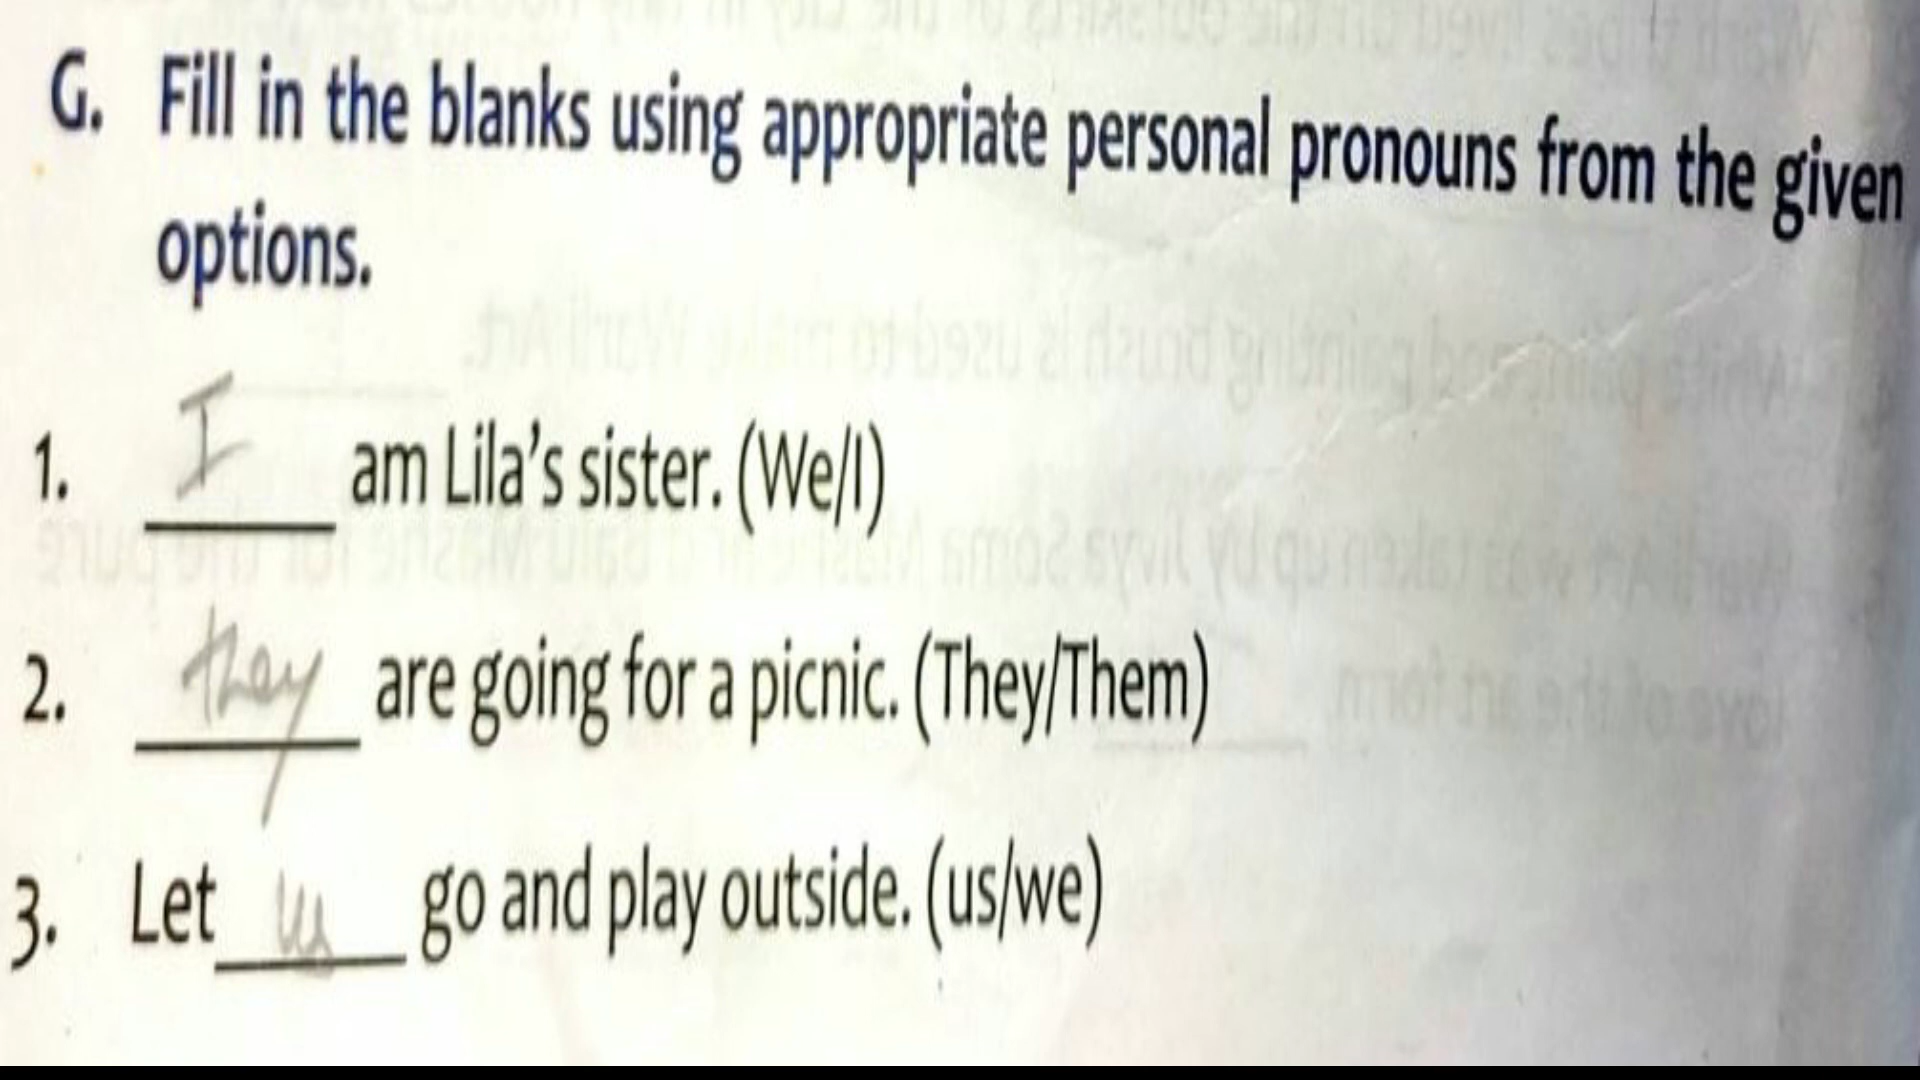 G. Fill in the blanks using appropriate personal pronouns from the given
options.
1. I am Lila's sister. (We/I)
2. they are going for a picnic. (They/Them)
3. Let us go and play outside. (us/we)